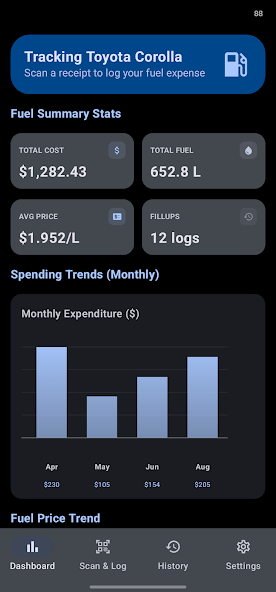 88
Tracking Toyota Corolla
Scan a receipt to log your fuel expense
Fuel Summary Stats
TOTAL COST
$
$1,282.43
TOTAL FUEL
652.8 L
AVG PRICE
$1.952/L
FILLUPS
12 logs
Spending Trends (Monthly)
Monthly Expenditure ($)
Apr May Jun Aug
$230 $105 $154 $205
Fuel Price Trend
Dashboard Scan & Log History Settings